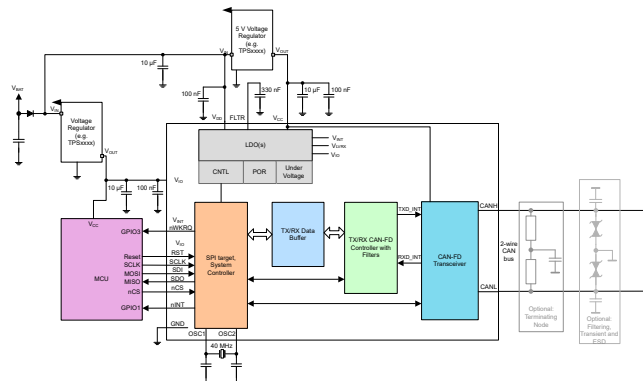 5 V Voltage
Regulator
(e.g.
TPSxxxx)
VIN
VOUT
10 µF
VBAT
100 nF
330 nF
10 µF
100 nF
VIN
Voltage
Regulator
(e.g.
TPSxxxx)
VOUT
VDD
FLTR
VCC
LDO(s)
VINT
VIO
CNTL
POR
Under
Voltage
10 µF
100 nF
VIO
VCC
MCU
GPIO3
Reset
SCLK
MOSI
MISO
nCS
GPIO1
VINT
nWKRQ
VIO
RST
SCLK
SDI
SDO
nCS
nINT
GND
OSC1
OSC2
40 MHz
SPI target,
System
Controller
TX/RX Data
Buffer
TX/RX CAN-FD
Controller with
Filters
TXD_INT
RXD_INT
CAN-FD
Transceiver
CANH
2-wire
CAN
bus
CANL
Optional:
Terminating
Node
Optional:
Filtering,
Transient and
ESD